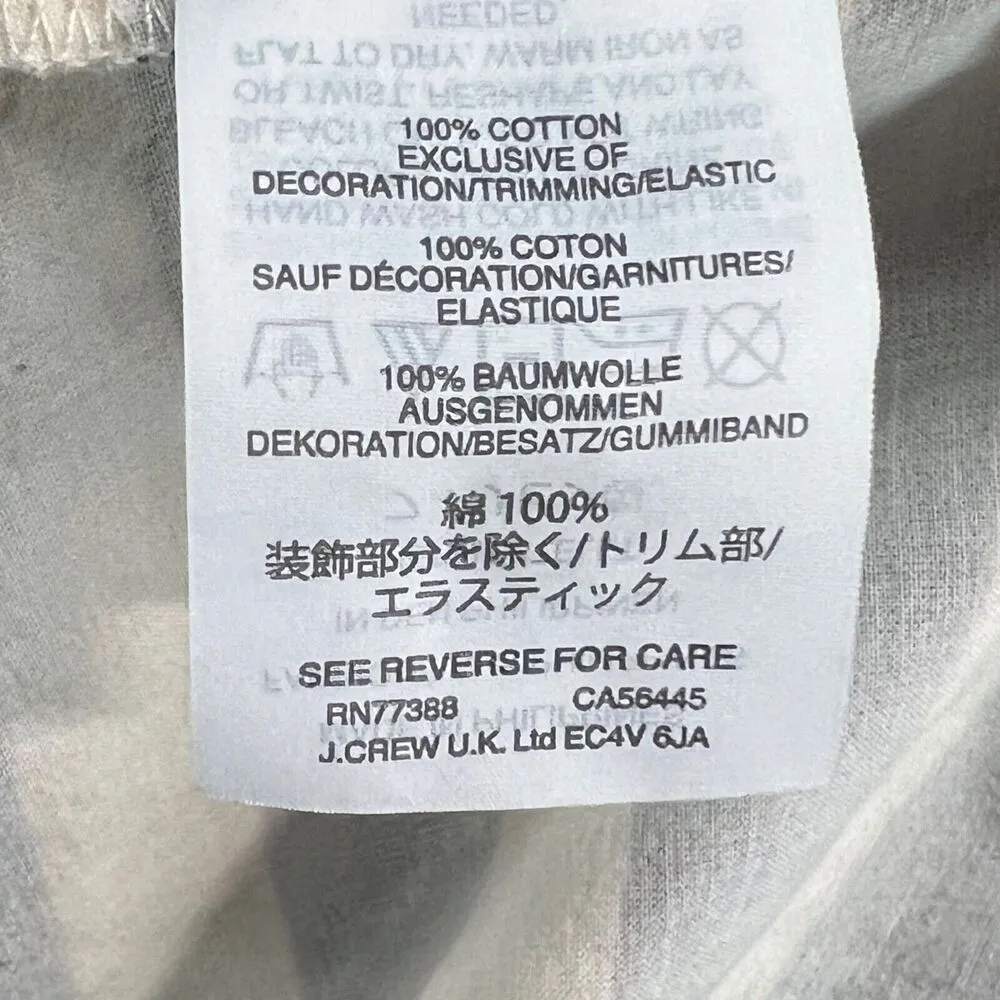 100% COTTON
EXCLUSIVE OF
DECORATION/TRIMMING/ELASTIC
100% COTON
SAUF DÉCORATION/GARNITURES/
ELASTIQUE
100% BAUMWOLLE
AUSGENOMMEN
DEKORATION/BESATZ/GUMMIBAND
綿 100%
装飾部分を除く/トリム部/
エラスティック
SEE REVERSE FOR CARE
RN77388 CA56445
J.CREW U.K. Ltd EC4V 6JA